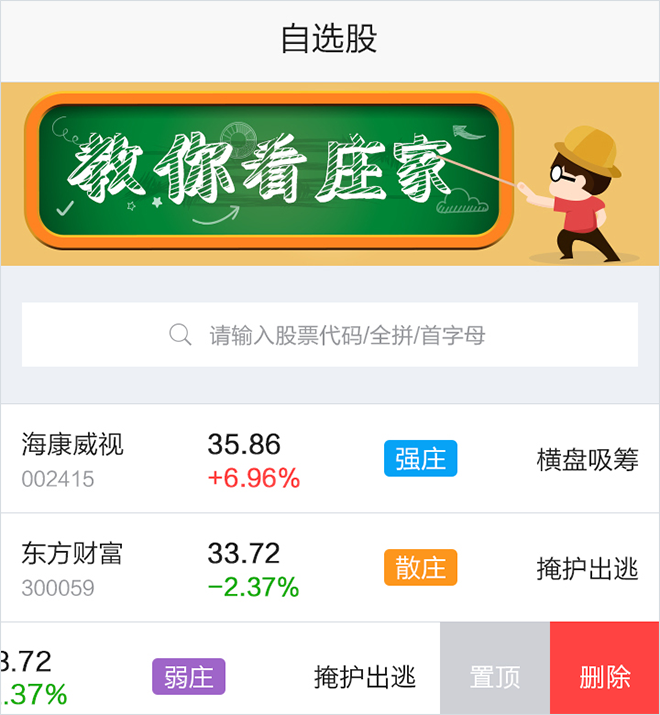 自选股
教你看庄家
请输入股票代码/全拼/首字母
海康威视 35.86 强庄 横盘吸筹
002415 +6.96%
东方财富 33.72 散庄 掩护出逃
300059 −2.37%
3.72 弱庄 掩护出逃 置顶 删除
.37%